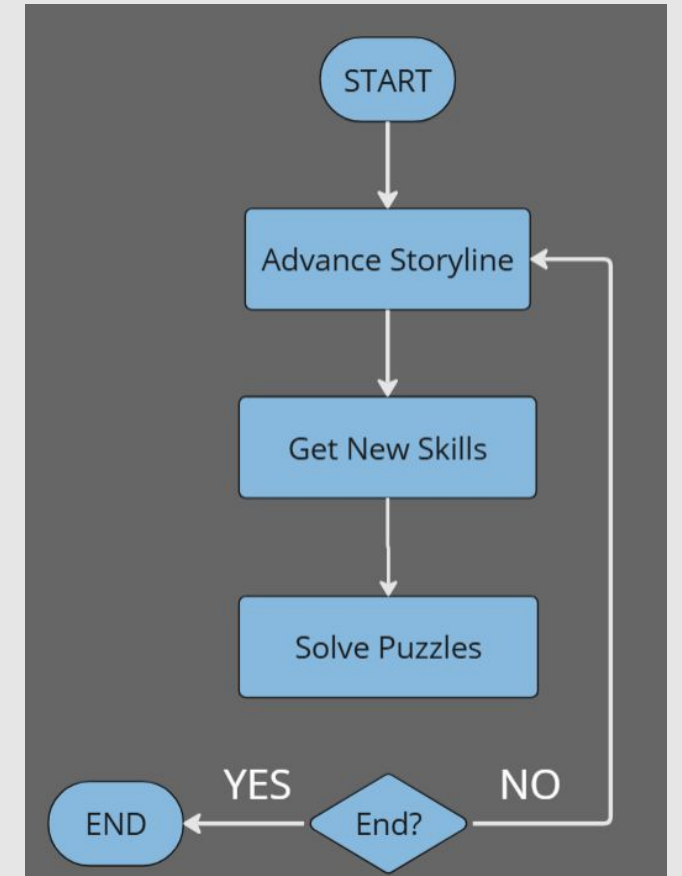 START
Advance Storyline
Get New Skills
Solve Puzzles
YES
NO
END
End?